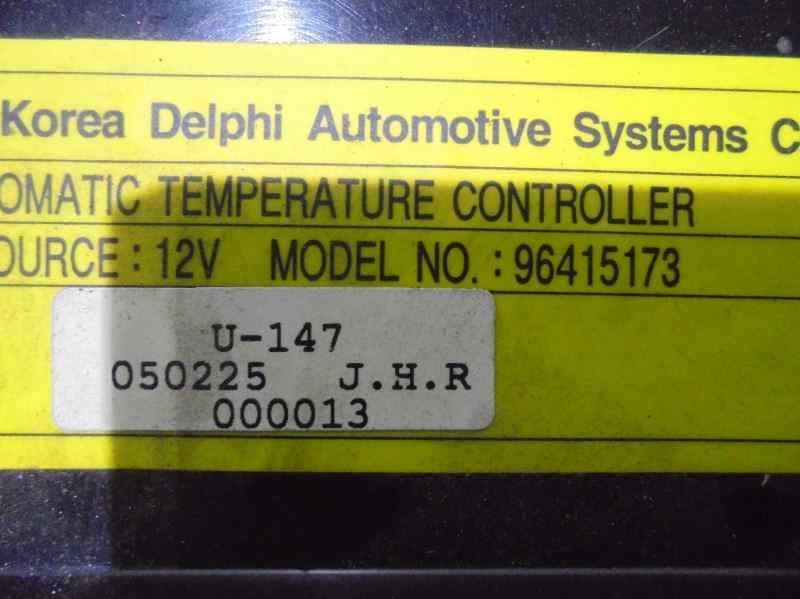 Korea Delphi Automotive Systems C
OMATIC TEMPERATURE CONTROLLER
OURCE : 12V MODEL NO. : 96415173
U-147
050225 J.H.R
000013